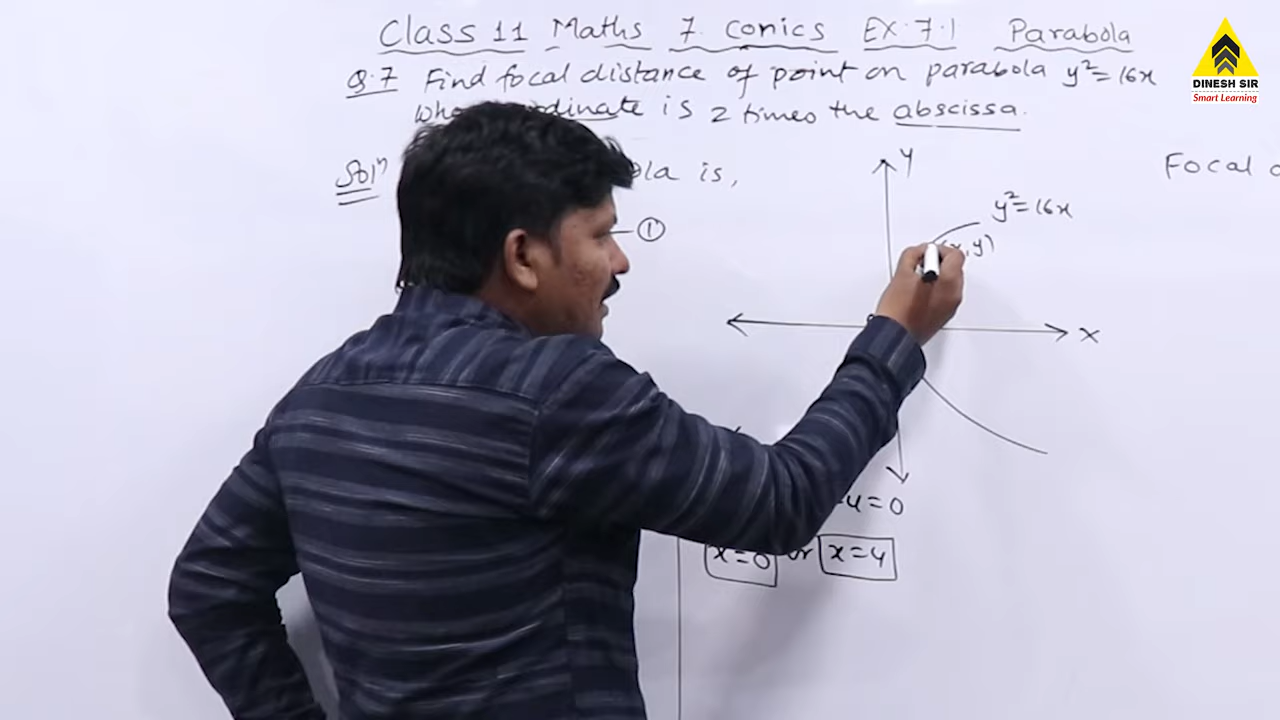 Class 11 Maths 7. conics EX.7.1 Parabola
Q.7 Find focal distance of point on parabola y²=16x
dinate is 2 times the abscissa.
Solⁿ
la is,
Focal
①
Y
y²=16x
x, y)
X
4=0
x=0 or x=4
DINESH SIR
Smart Learning